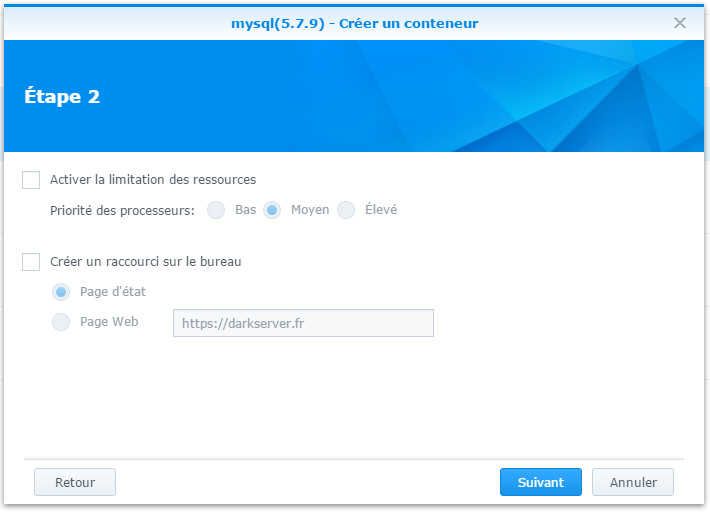 mysql(5.7.9) - Créer un conteneur
Étape 2
Activer la limitation des ressources
Priorité des processeurs: Bas Moyen Élevé
Créer un raccourci sur le bureau
Page d'état
Page Web https://darkserver.fr
Retour Suivant Annuler